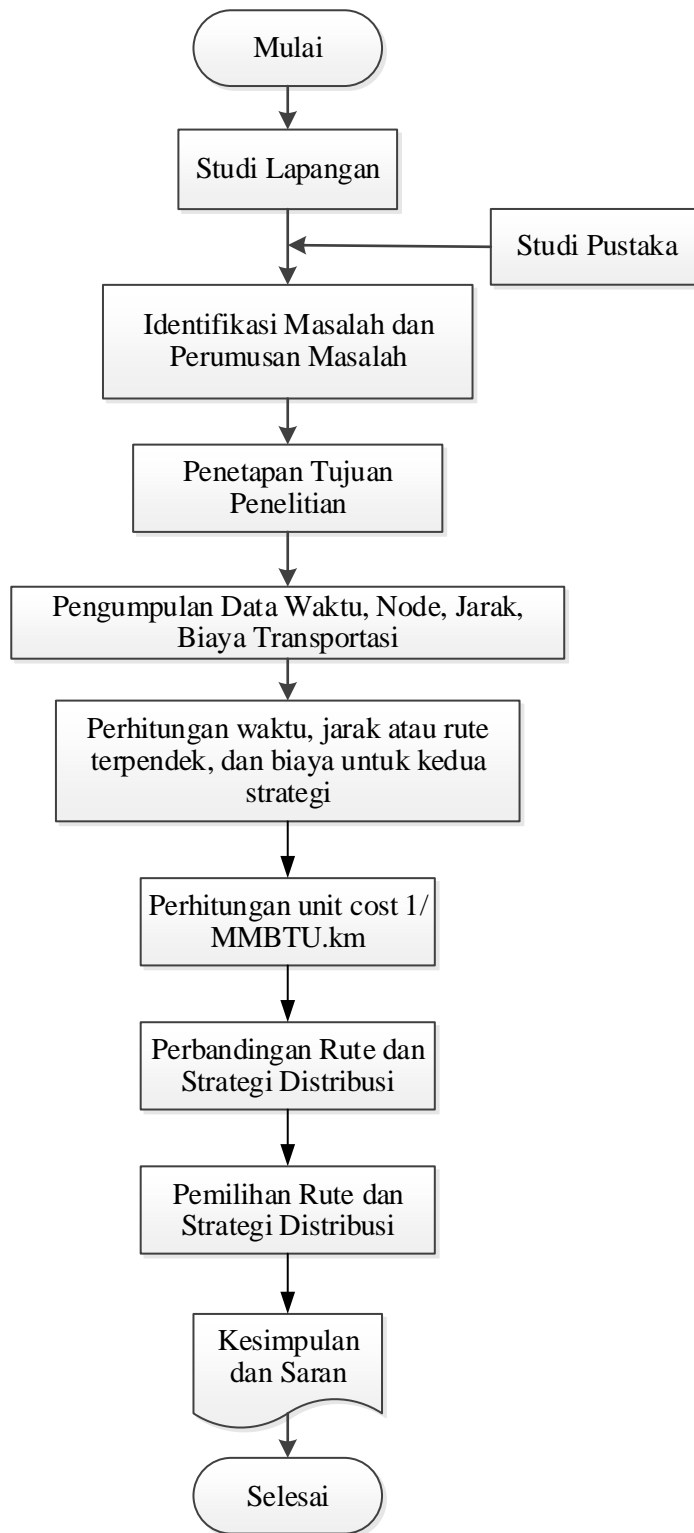 Mulai
Studi Lapangan
Studi Pustaka
Identifikasi Masalah dan
Perumusan Masalah
Penetapan Tujuan
Penelitian
Pengumpulan Data Waktu, Node, Jarak,
Biaya Transportasi
Perhitungan waktu, jarak atau rute
terpendek, dan biaya untuk kedua
strategi
Perhitungan unit cost 1/
MMBTU.km
Perbandingan Rute dan
Strategi Distribusi
Pemilihan Rute dan
Strategi Distribusi
Kesimpulan
dan Saran
Selesai